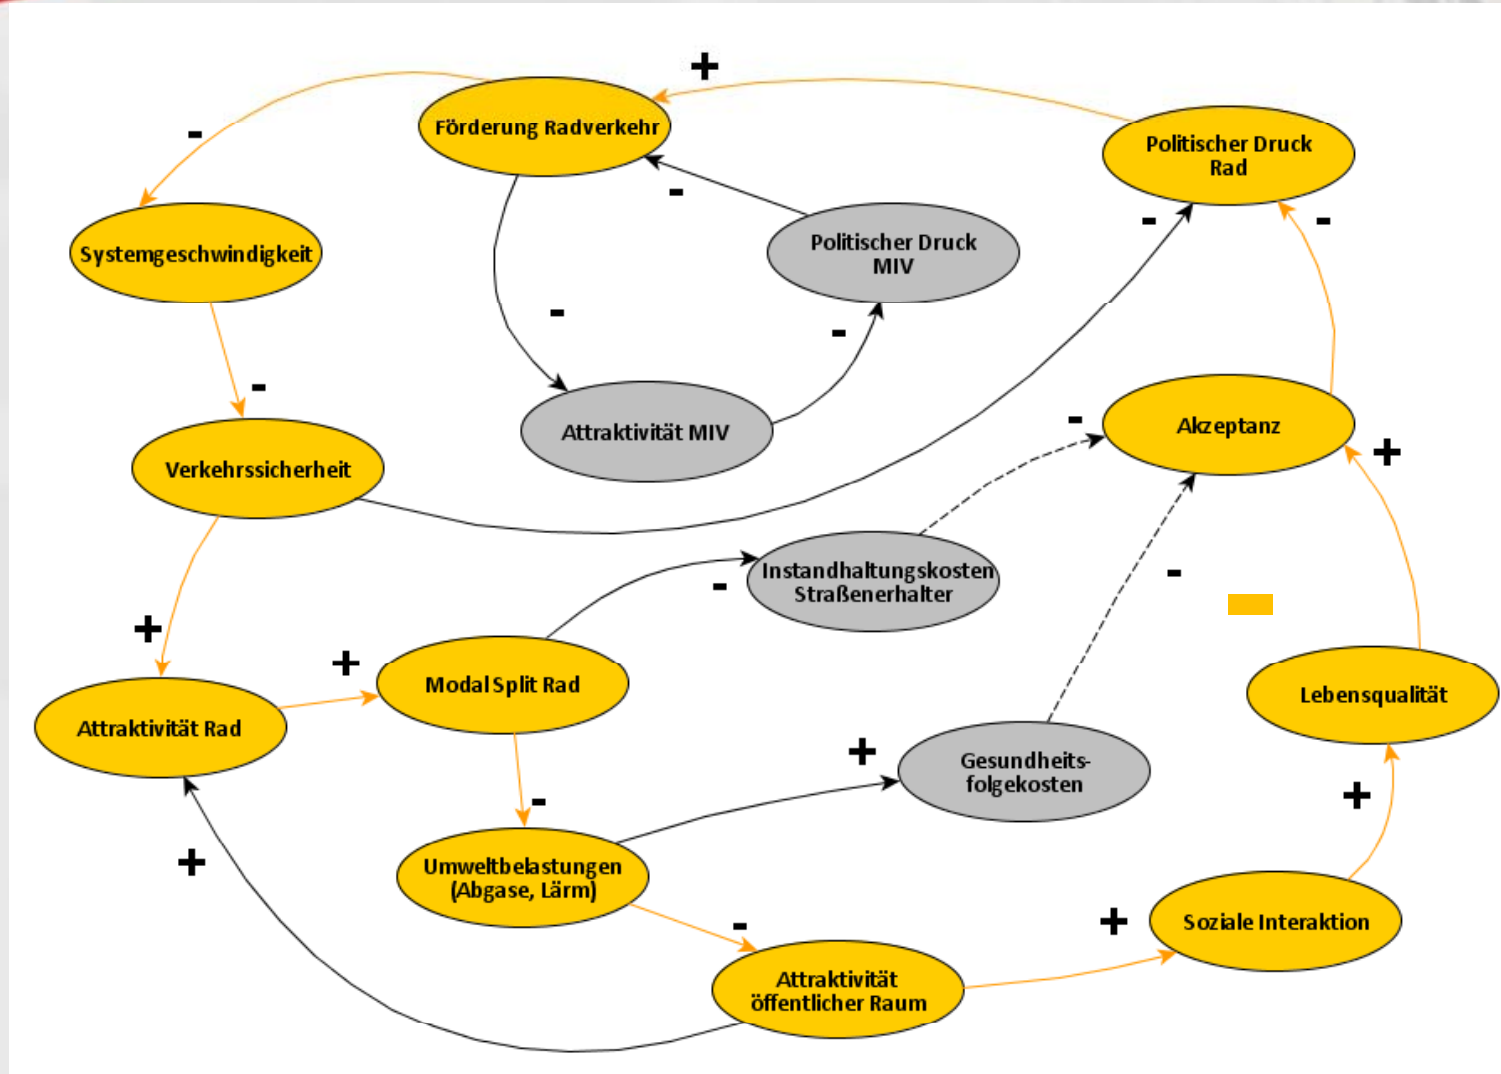 +
-
Förderung Radverkehr
Politischer Druck
Rad
-
-
-
Systemgeschwindigkeit
Politischer Druck
MIV
-
-
-
Attraktivität MIV
-
Akzeptanz
+
Verkehrssicherheit
Instandhaltungskosten
Straßenerhalter
-
-
+
+
Modal Split Rad
Lebensqualität
Attraktivität Rad
+
Gesundheits-
folgekosten
+
-
+
Umweltbelastungen
(Abgase, Lärm)
-
+
Soziale Interaktion
Attraktivität
öffentlicher Raum